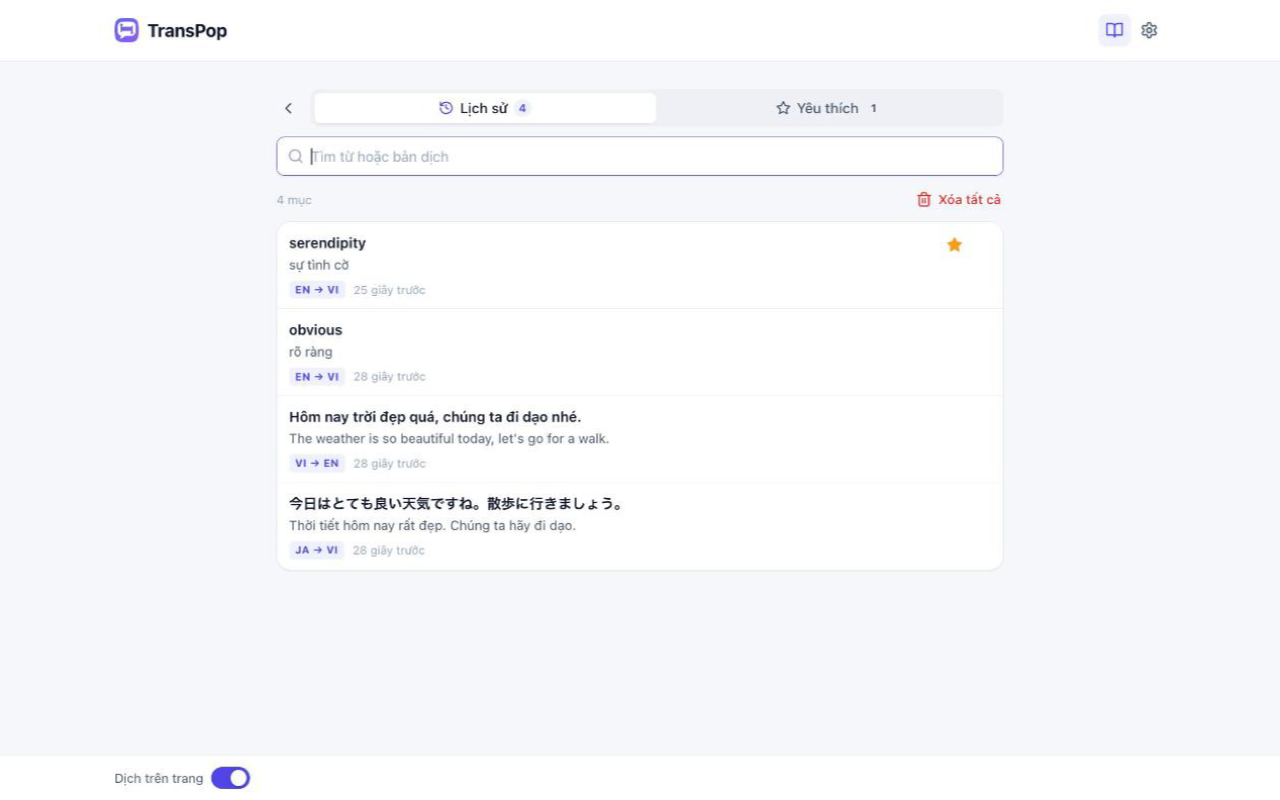 TransPop
Lịch sử 4
Yêu thích 1
Tìm từ hoặc bản dịch
4 mục
Xóa tất cả
serendipity
sự tình cờ
EN → VI 25 giây trước
obvious
rõ ràng
EN → VI 28 giây trước
Hôm nay trời đẹp quá, chúng ta đi dạo nhé.
The weather is so beautiful today, let's go for a walk.
VI → EN 28 giây trước
今日はとても良い天気ですね。散歩に行きましょう。
Thời tiết hôm nay rất đẹp. Chúng ta hãy đi dạo.
JA → VI 28 giây trước
Dịch trên trang